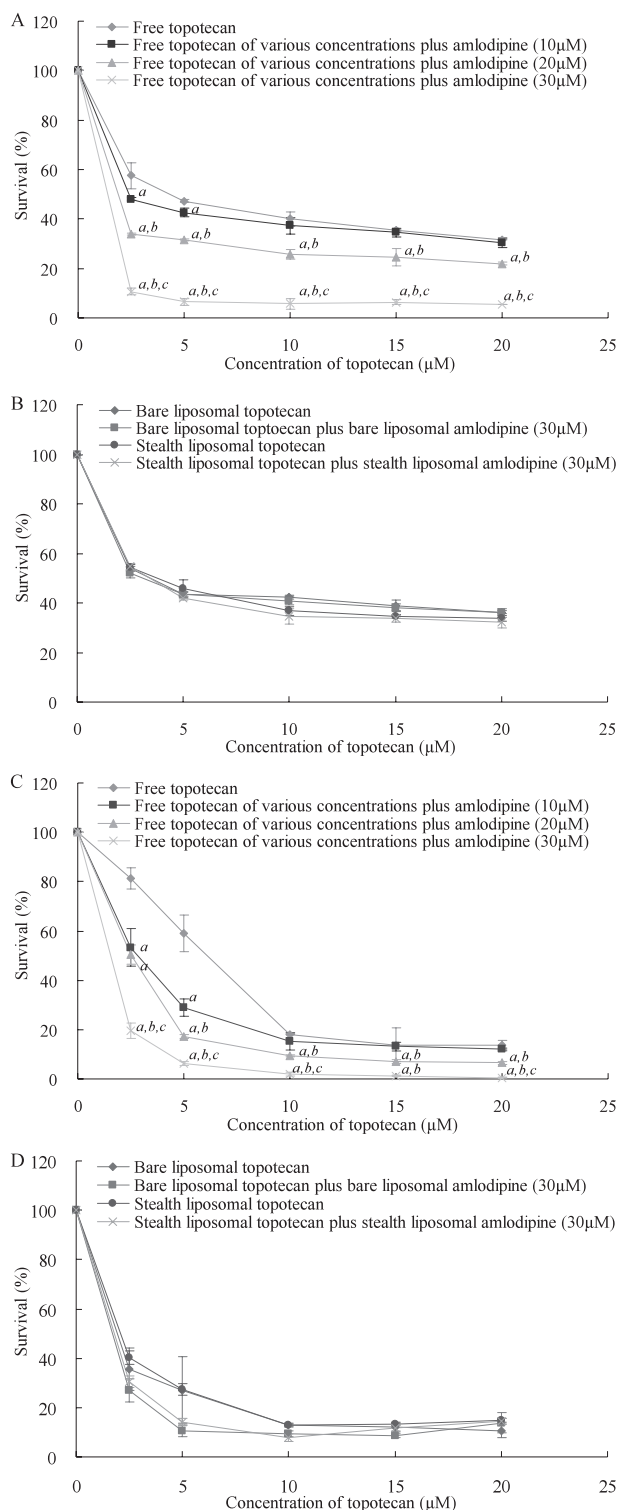 A
120
100
80
60
40
20
0
Survival (%)
Free topotecan
Free topotecan of various concentrations plus amlodipine (10µM)
Free topotecan of various concentrations plus amlodipine (20µM)
Free topotecan of various concentrations plus amlodipine (30µM)
a
a
a,b
a,b
a,b
a,b
a,b
a,b,c
a,b,c
a,b,c
a,b,c
a,b,c
0 5 10 15 20 25
Concentration of topotecan (µM)
B
120
100
80
60
40
20
0
Survival (%)
Bare liposomal topotecan
Bare liposomal toptoecan plus bare liposomal amlodipine (30µM)
Stealth liposomal topotecan
Stealth liposomal topotecan plus stealth liposomal amlodipine (30µM)
0 5 10 15 20 25
Concentration of topotecan (µM)
C
120
100
80
60
40
20
0
Survival (%)
Free topotecan
Free topotecan of various concentrations plus amlodipine (10µM)
Free topotecan of various concentrations plus amlodipine (20µM)
Free topotecan of various concentrations plus amlodipine (30µM)
a
a
a
a,b
a,b
a,b
a,b
a,b,c
a,b,c
a,b,c
a,b
a,b,c
0 5 10 15 20 25
Concentration of topotecan (µM)
D
120
100
80
60
40
20
0
Survival (%)
Bare liposomal topotecan
Bare liposomal topotecan plus bare liposomal amlodipine (30µM)
Stealth liposomal topotecan
Stealth liposomal topotecan plus stealth liposomal amlodipine (30µM)
0 5 10 15 20 25
Concentration of topotecan (µM)